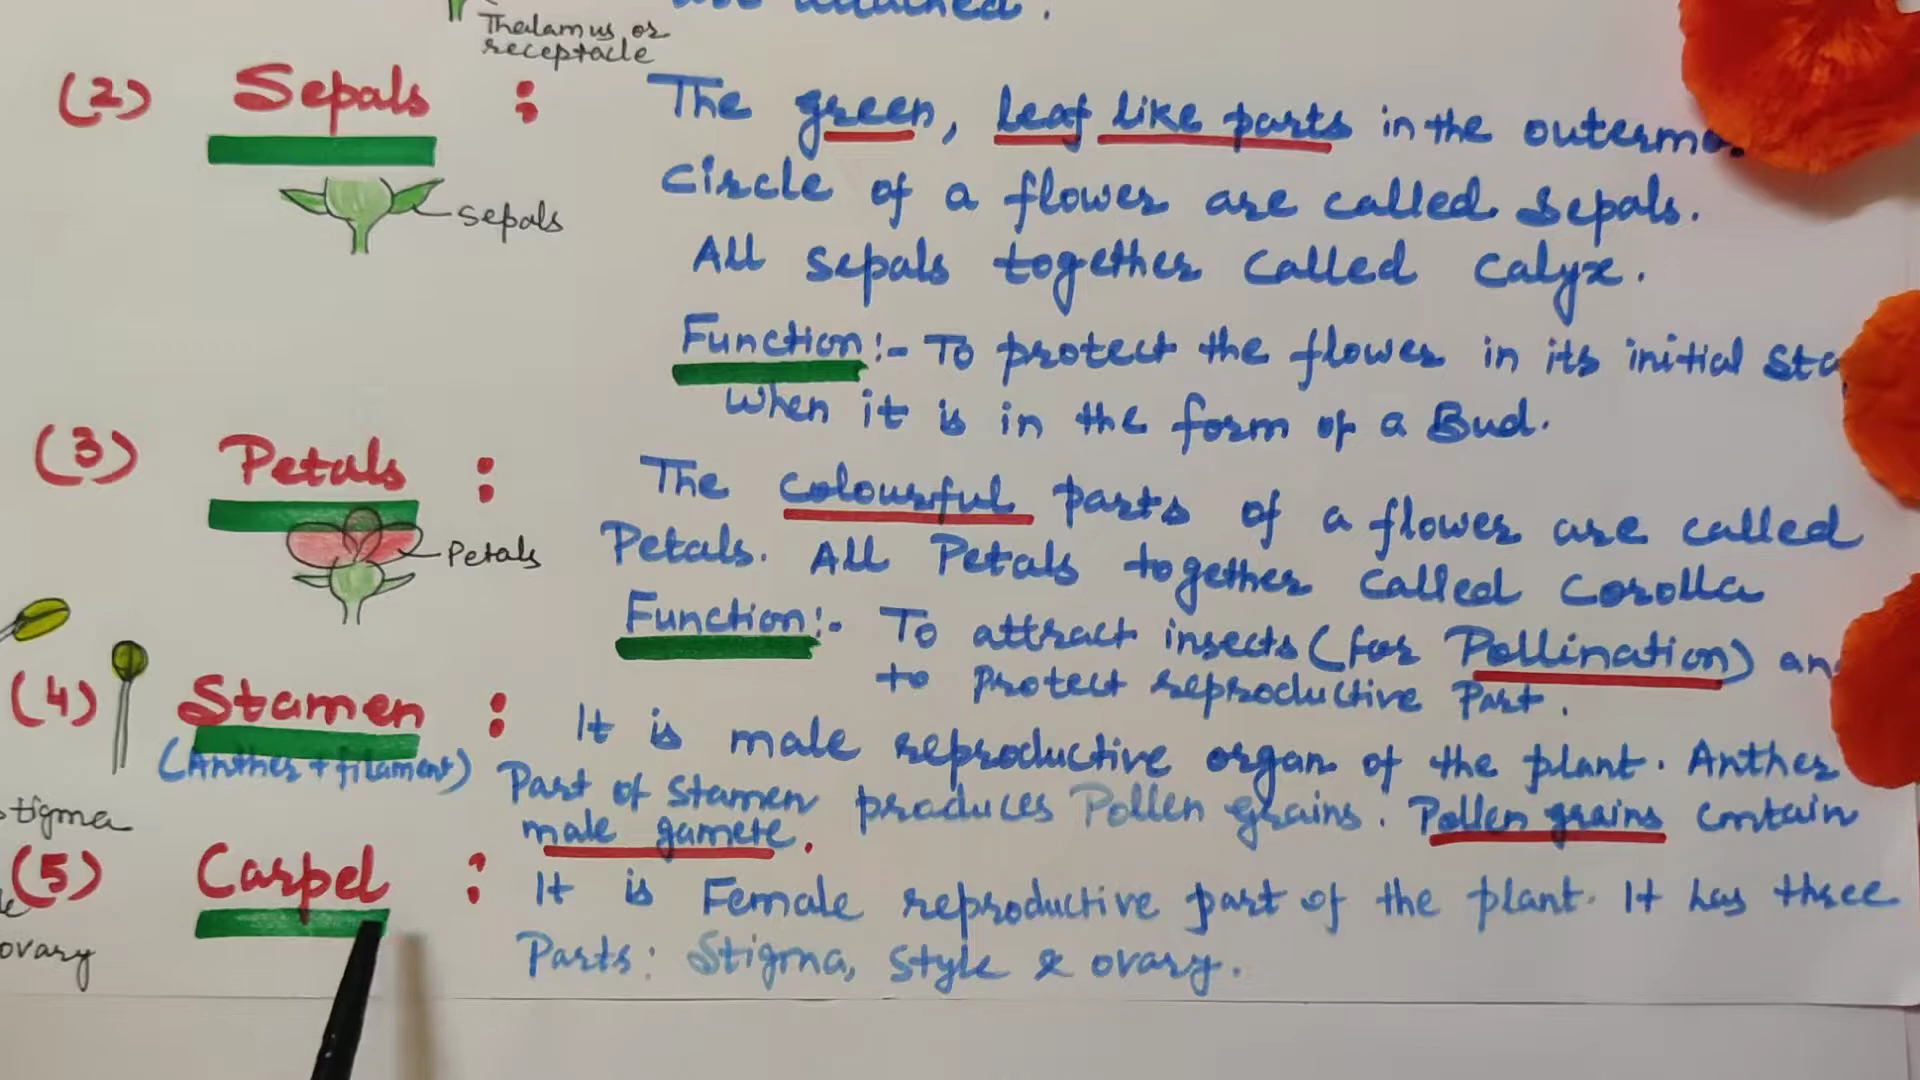 Thalamus or
receptacle
attached.
(2) Sepals : The green, leaf like parts in the
circle of a flower are called Sepals.
Sepals
All sepals together called calyx.
Function:- To protect the flower in its initial
when it is in the form of a Bud.
(3) Petals : The colourful parts of a flower are called
Petals. All Petals together called Corolla
Petals
Function:- To attract insects (for Pollination)
to protect reproductive Part.
(4) Stamen : It is male reproductive organ of the plant. Anther
(Anther + filament) Part of stamen produces Pollen grains. Pollen grains contain
male gamete.
stigma
(5) Carpel : It is Female reproductive part of the plant. It has three
Parts: Stigma, Style & ovary.
ovary